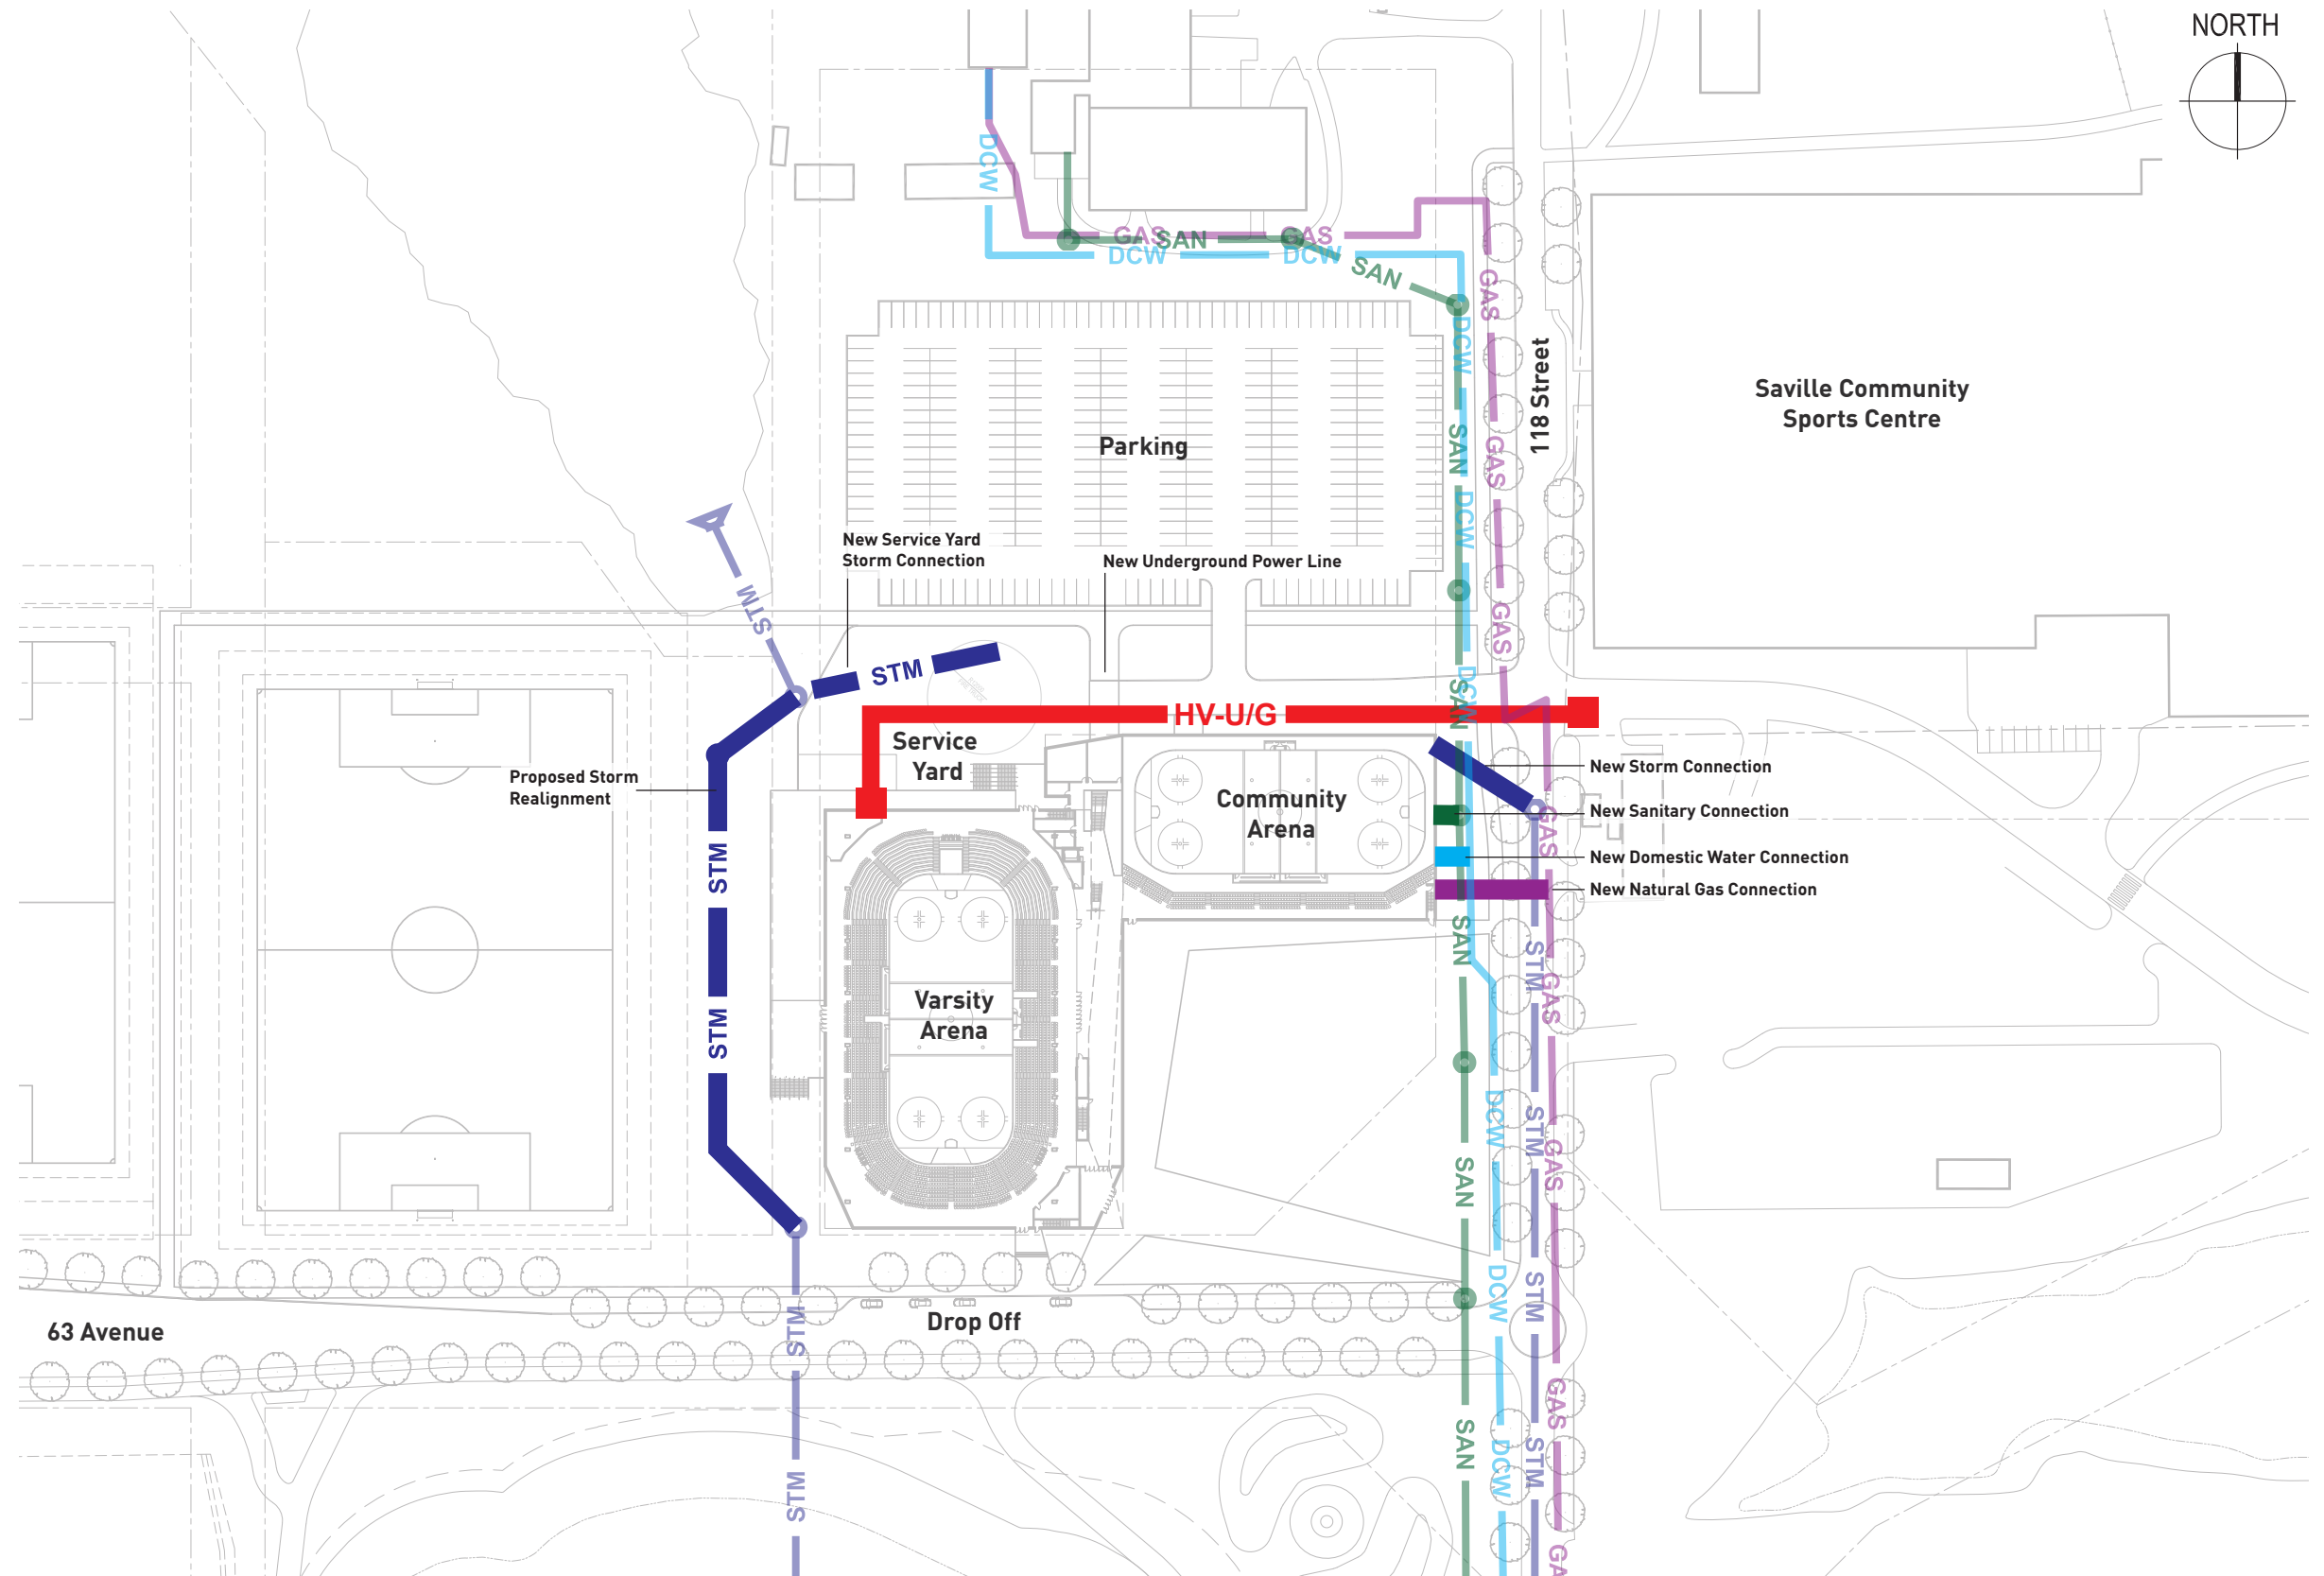 NORTH
DCW
GAS
SAN
GAS
DCW
DCW
SAN
GAS
DCW
118 Street
Saville Community
Sports Centre
Parking
SAN
GAS
DCW
New Service Yard
Storm Connection
New Underground Power Line
STM
GAS
STM
DCW
SAN
HV-U/G
Service
Yard
Proposed Storm
Realignment
New Storm Connection
Community
Arena
New Sanitary Connection
GAS
STM
New Domestic Water Connection
New Natural Gas Connection
SAN
STM
GAS
Varsity
Arena
STM
DCW
STM
GAS
SAN
DCW
STM
63 Avenue
Drop Off
STM
GAS
SAN
DCW
STM
STM
GA